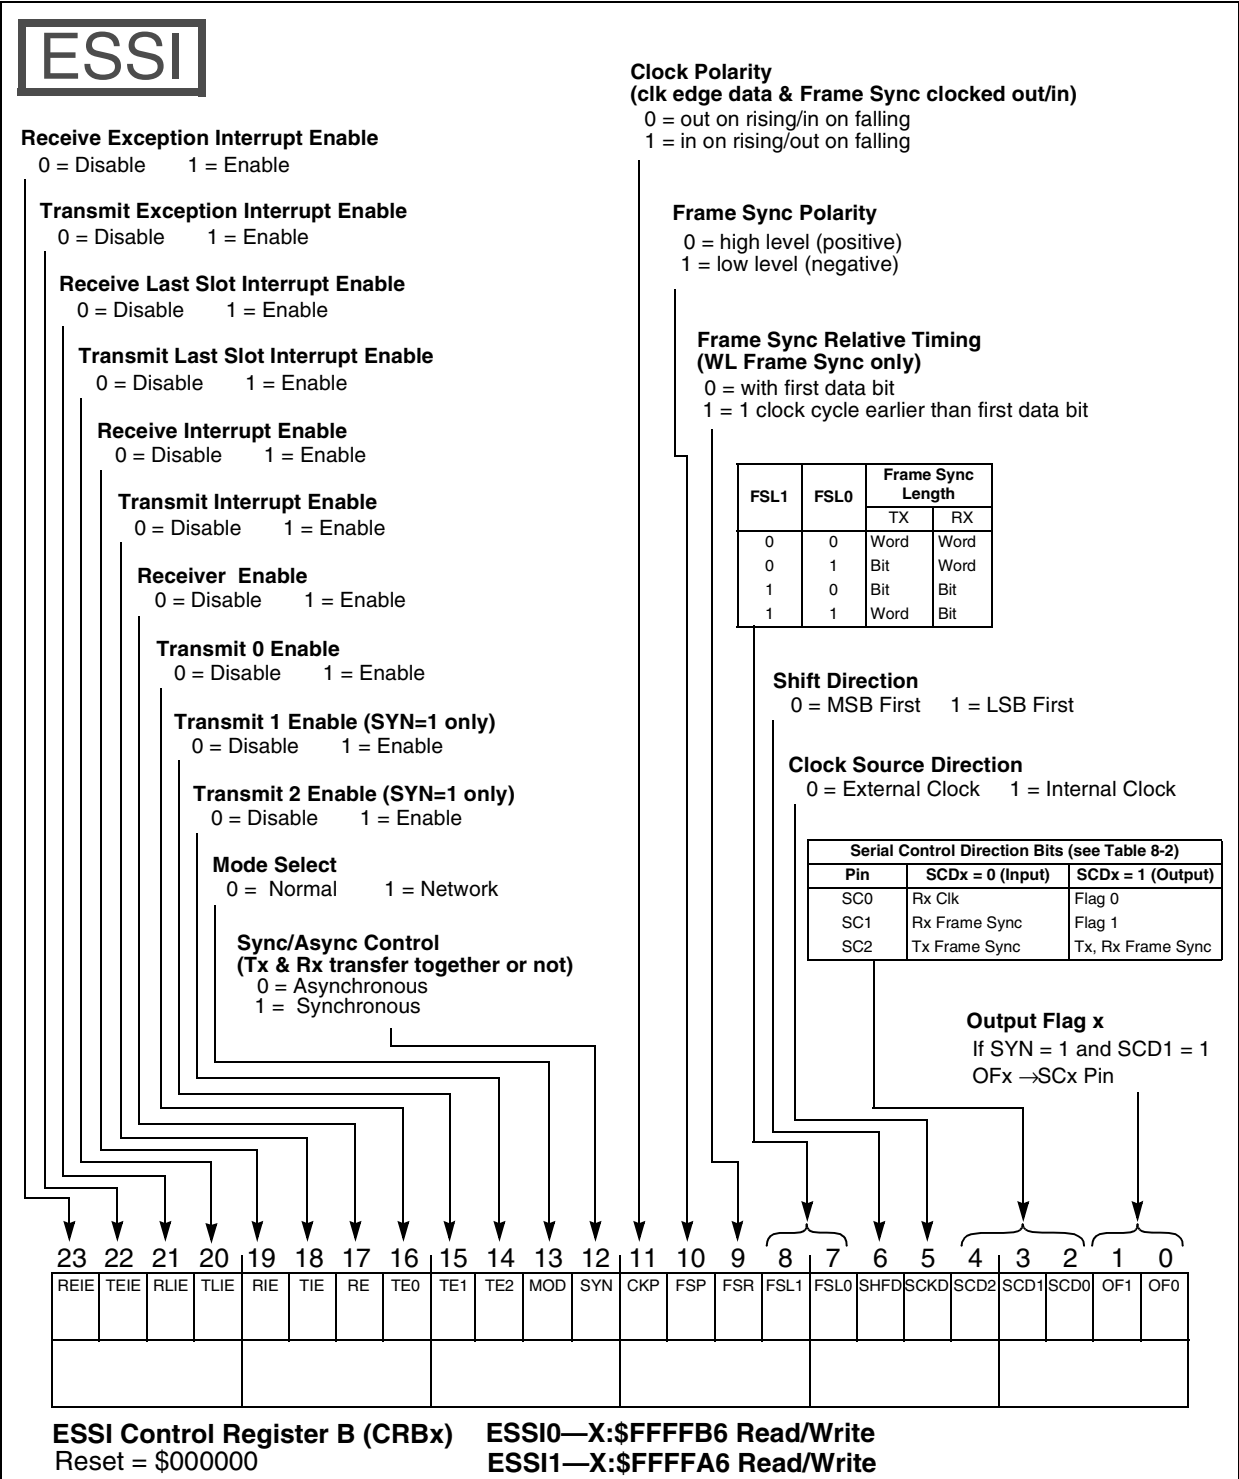 ESSI
Receive Exception Interrupt Enable
0 = Disable 1 = Enable
Transmit Exception Interrupt Enable
0 = Disable 1 = Enable
Receive Last Slot Interrupt Enable
0 = Disable 1 = Enable
Transmit Last Slot Interrupt Enable
0 = Disable 1 = Enable
Receive Interrupt Enable
0 = Disable 1 = Enable
Transmit Interrupt Enable
0 = Disable 1 = Enable
Receiver Enable
0 = Disable 1 = Enable
Transmit 0 Enable
0 = Disable 1 = Enable
Transmit 1 Enable (SYN=1 only)
0 = Disable 1 = Enable
Transmit 2 Enable (SYN=1 only)
0 = Disable 1 = Enable
Mode Select
0 = Normal 1 = Network
Sync/Async Control
(Tx & Rx transfer together or not)
0 = Asynchronous
1 = Synchronous
Clock Polarity
(clk edge data & Frame Sync clocked out/in)
0 = out on rising/in on falling
1 = in on rising/out on falling
Frame Sync Polarity
0 = high level (positive)
1 = low level (negative)
Frame Sync Relative Timing
(WL Frame Sync only)
0 = with first data bit
1 = 1 clock cycle earlier than first data bit
FSL1 FSL0 Frame Sync Length
TX RX
0 0 Word Word
0 1 Bit Word
1 0 Bit Bit
1 1 Word Bit
Shift Direction
0 = MSB First 1 = LSB First
Clock Source Direction
0 = External Clock 1 = Internal Clock
Serial Control Direction Bits (see Table 8-2)
Pin SCDx = 0 (Input) SCDx = 1 (Output)
SC0 Rx Clk Flag 0
SC1 Rx Frame Sync Flag 1
SC2 Tx Frame Sync Tx, Rx Frame Sync
Output Flag x
If SYN = 1 and SCD1 = 1
OFx →SCx Pin
23 22 21 20 19 18 17 16 15 14 13 12 11 10 9 8 7 6 5 4 3 2 1 0
REIE TEIE RLIE TLIE RIE TIE RE TE0 TE1 TE2 MOD SYN CKP FSP FSR FSL1 FSL0 SHFD SCKD SCD2 SCD1 SCD0 OF1 OF0
ESSI Control Register B (CRBx) ESSI0—X:$FFFFB6 Read/Write
Reset = $000000 ESSI1—X:$FFFFA6 Read/Write